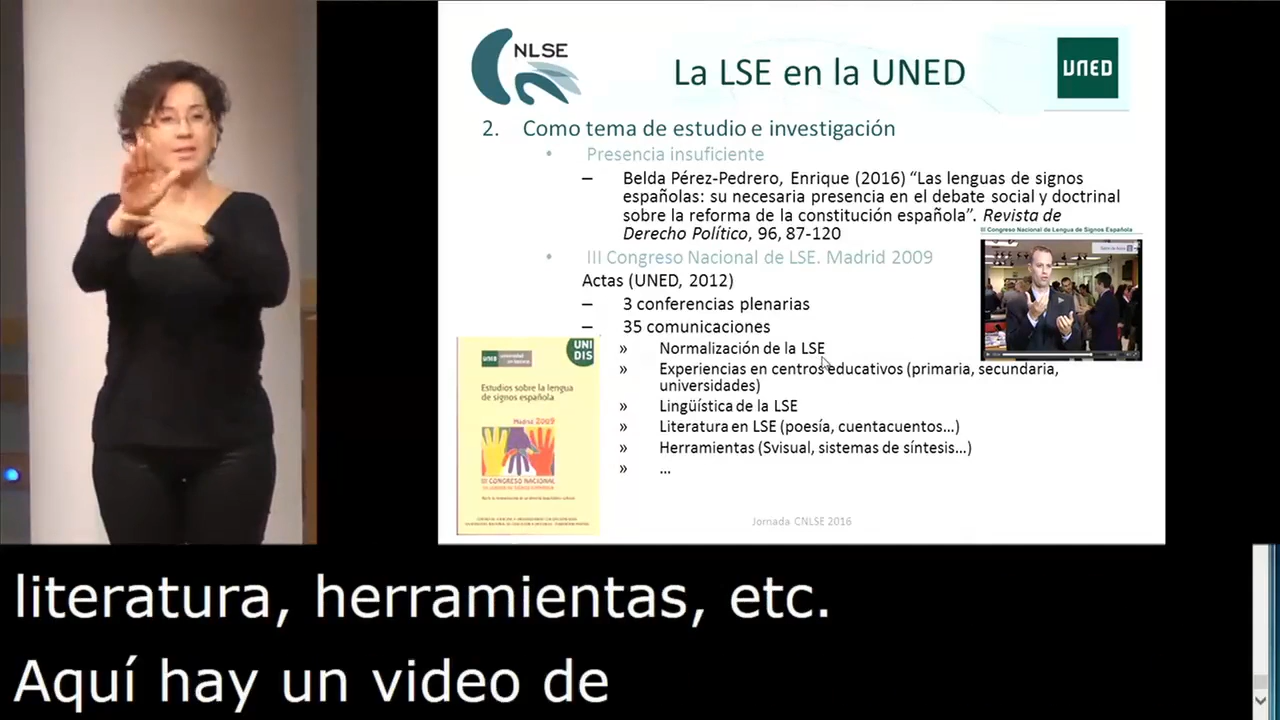 CNLSE
La LSE en la UNED
UNED
2. Como tema de estudio e investigación
• Presencia insuficiente
– Belda Pérez-Pedrero, Enrique (2016) “Las lenguas de signos
españolas: su necesaria presencia en el debate social y doctrinal
sobre la reforma de la constitución española”. Revista de
Derecho Político, 96, 87-120
III Congreso Nacional de Lengua de Signos Española
• III Congreso Nacional de LSE. Madrid 2009
Actas (UNED, 2012)
– 3 conferencias plenarias
– 35 comunicaciones
» Normalización de la LSE
» Experiencias en centros educativos (primaria, secundaria,
universidades)
» Lingüística de la LSE
» Literatura en LSE (poesía, cuentacuentos…)
» Herramientas (Svisual, sistemas de síntesis…)
» …
UNI
DIS
UNED
Estudios sobre la lengua
de signos española
Madrid 2009
III CONGRESO NACIONAL
Jornada CNLSE 2016
literatura, herramientas, etc.
Aquí hay un video de